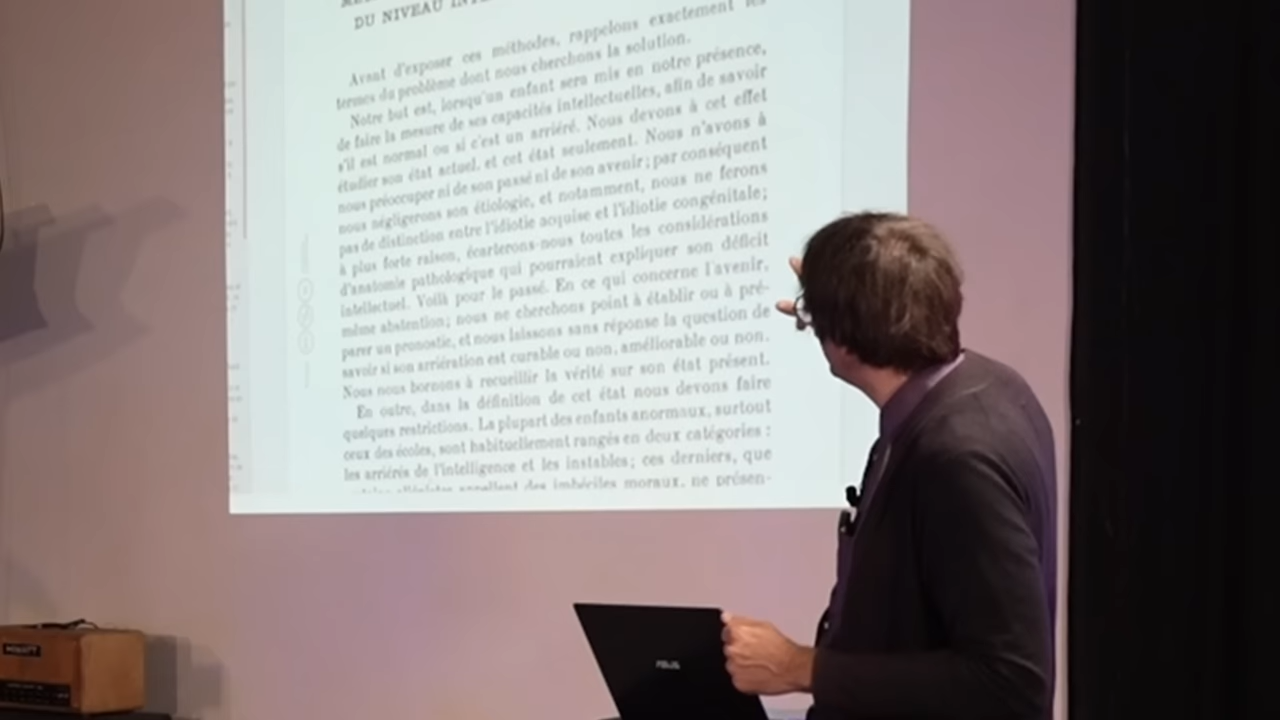 DU NIVEAU
Avant d'exposer ces méthodes, rappelons exactement les
termes du problème dont nous cherchons la solution.
Notre but est, lorsqu'un enfant sera mis en notre présence,
de faire la mesure de ses capacités intellectuelles, afin de savoir
s'il est normal ou si c'est un arriéré. Nous devons à cet effet
étudier son état actuel, et cet état seulement. Nous n'avons à
nous préoccuper ni de son passé ni de son avenir; par conséquent
nous négligerons son étiologie, et notamment, nous ne ferons
pas de distinction entre l'idiotie acquise et l'idiotie congénitale;
à plus forte raison, écarterons-nous toutes les considérations
d'anatomie pathologique qui pourraient expliquer son déficit
intellectuel. Voilà pour le passé. En ce qui concerne l'avenir,
même abstention; nous ne cherchons point à établir ou à pré-
parer un pronostic, et nous laissons sans réponse la question de
savoir si son arriération est curable ou non, améliorable ou non.
Nous nous bornons à recueillir la vérité sur son état présent.
En outre, dans la définition de cet état nous devons faire
quelques restrictions. La plupart des enfants anormaux, surtout
ceux des écoles, sont habituellement rangés en deux catégories :
les arriérés de l'intelligence et les instables; ces derniers, que
appellent des imbéciles moraux, ne présen-
ASUS